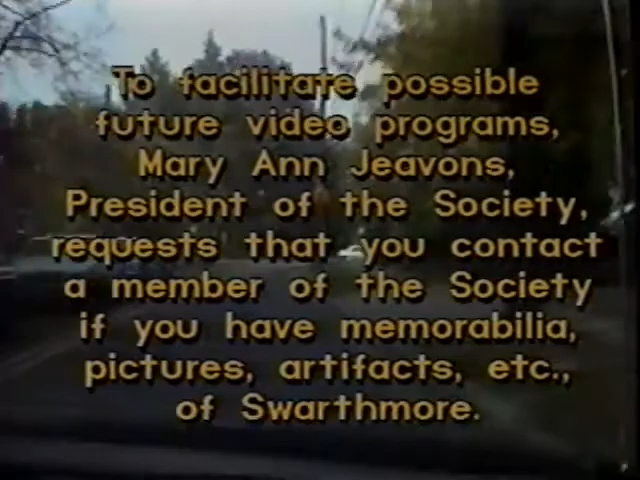 To facilitate possible
future video programs,
Mary Ann Jeavons,
President of the Society,
requests that you contact
a member of the Society
if you have memorabilia,
pictures, artifacts, etc.,
of Swarthmore.